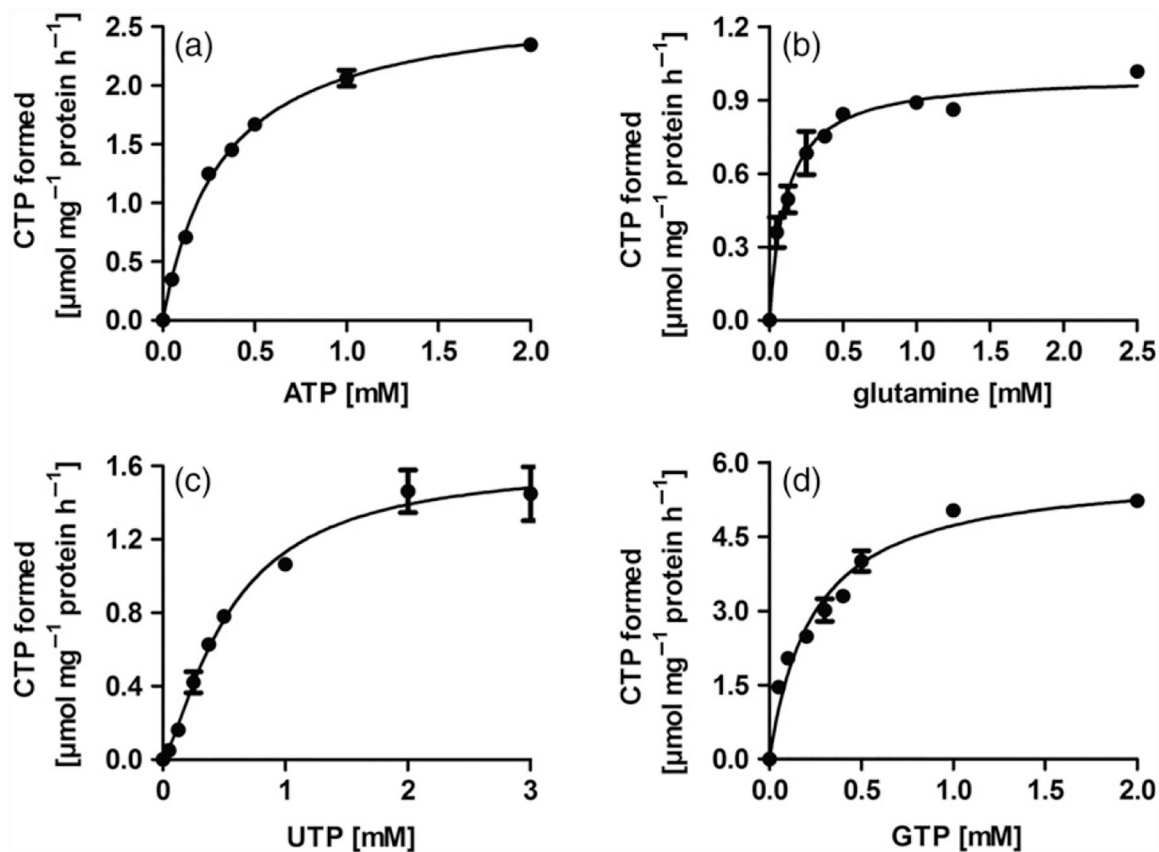 (a)
CTP formed
[µmol mg⁻¹ protein h⁻¹]
2.5
2.0
1.5
1.0
0.5
0.0
0.0 0.5 1.0 1.5 2.0
ATP [mM]
(b)
CTP formed
[µmol mg⁻¹ protein h⁻¹]
1.2
0.9
0.6
0.3
0.0
0.0 0.5 1.0 1.5 2.0 2.5
glutamine [mM]
(c)
CTP formed
[µmol mg⁻¹ protein h⁻¹]
1.6
1.2
0.8
0.4
0.0
0 1 2 3
UTP [mM]
(d)
CTP formed
[µmol mg⁻¹ protein h⁻¹]
6.0
4.5
3.0
1.5
0.0
0.0 0.5 1.0 1.5 2.0
GTP [mM]